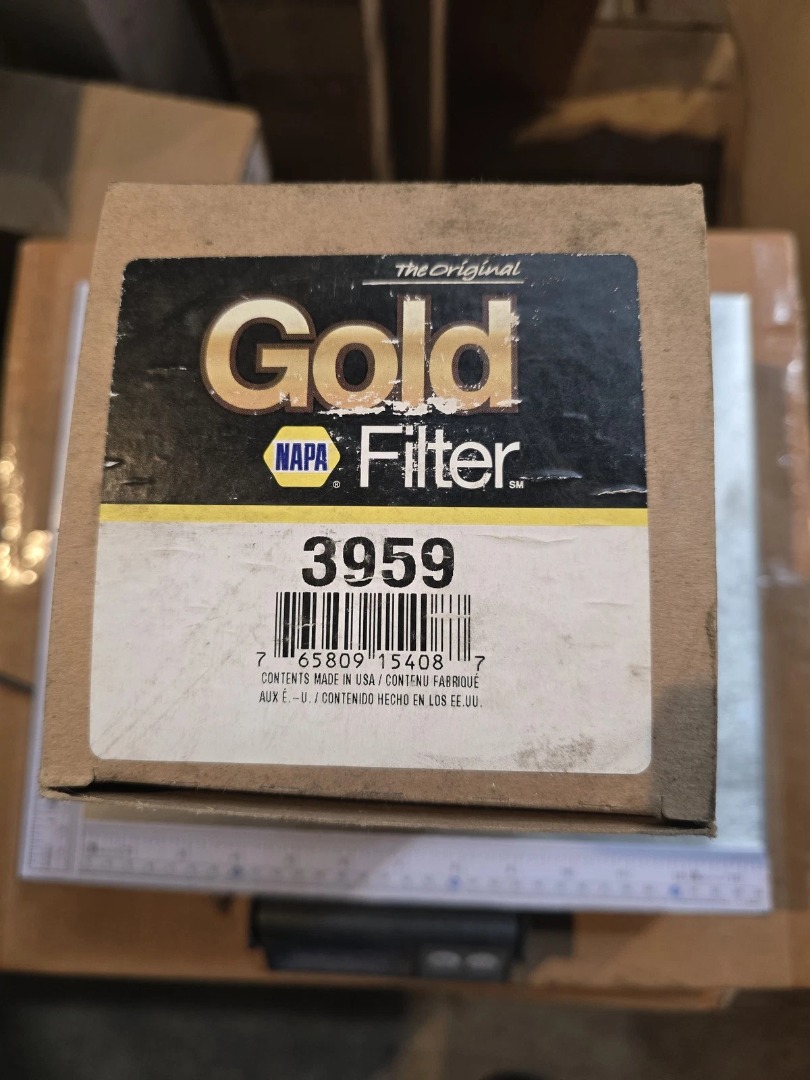 The Original
Gold
NAPA ® Filter SM
3959
7 65809 15408 7
CONTENTS MADE IN USA / CONTENU FABRIQUÉ
AUX É.-U. / CONTENIDO HECHO EN LOS EE.UU.